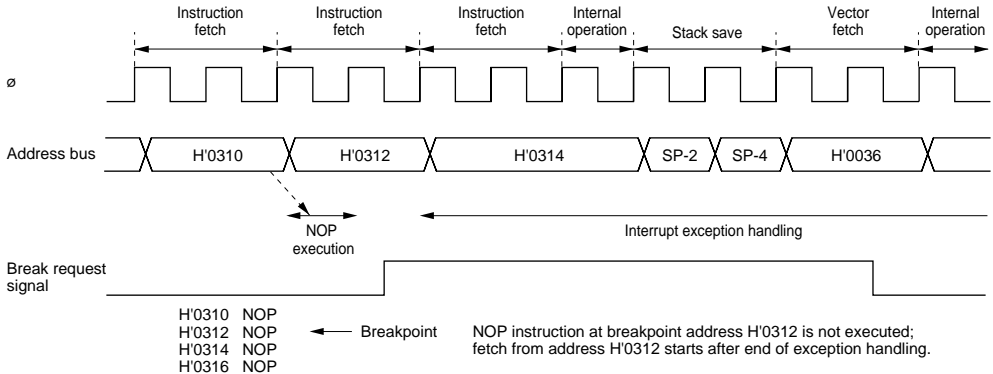 Instruction fetch
Instruction fetch
Instruction fetch
Internal operation
Stack save
Vector fetch
Internal operation
ø
Address bus
H'0310
H'0312
H'0314
SP-2
SP-4
H'0036
NOP execution
Interrupt exception handling
Break request signal
H'0310 NOP
H'0312 NOP
Breakpoint
H'0314 NOP
H'0316 NOP
NOP instruction at breakpoint address H'0312 is not executed;
fetch from address H'0312 starts after end of exception handling.